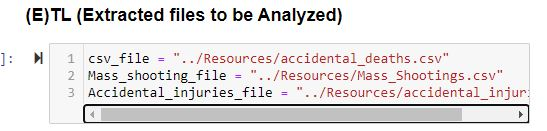 (E)TL (Extracted files to be Analyzed)
]:
1 csv_file = "../Resources/accidental_deaths.csv"
2 Mass_shooting_file = "../Resources/Mass_Shootings.csv"
3 Accidental_injuries_file = "../Resources/accidental_injur